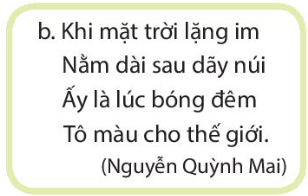 b. Khi mặt trời lặng im
Nằm dài sau dãy núi
Ấy là lúc bóng đêm
Tô màu cho thế giới.
(Nguyễn Quỳnh Mai)